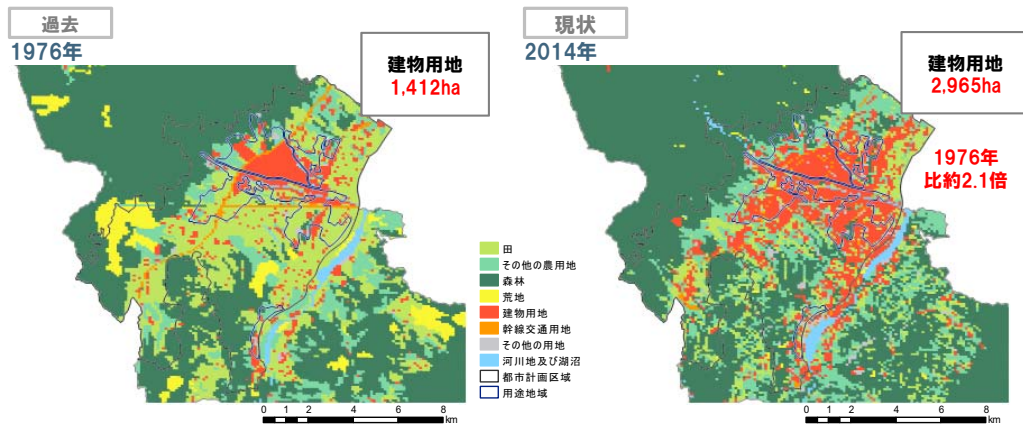 過去
1976年
建物用地
1,412ha
現状
2014年
建物用地
2,965ha
1976年
比約2.1倍
田
その他の農用地
森林
荒地
建物用地
幹線交通用地
その他の用地
河川地及び湖沼
都市計画区域
用途地域
0 1 2 4 6 8
km
0 1 2 4 6 8
km